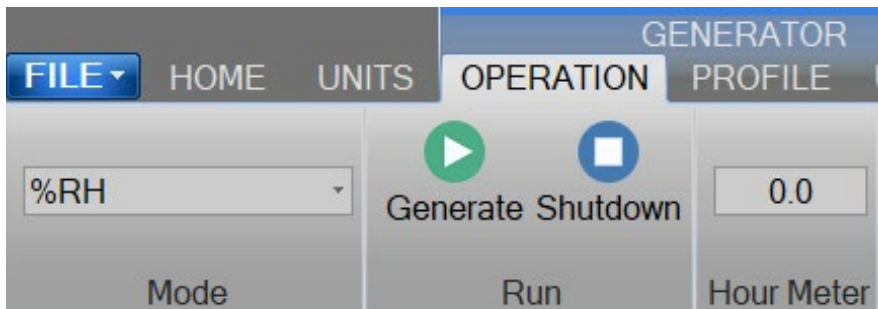 GENERATOR
FILE HOME UNITS OPERATION PROFILE
%RH
Generate Shutdown
0.0
Mode
Run
Hour Meter